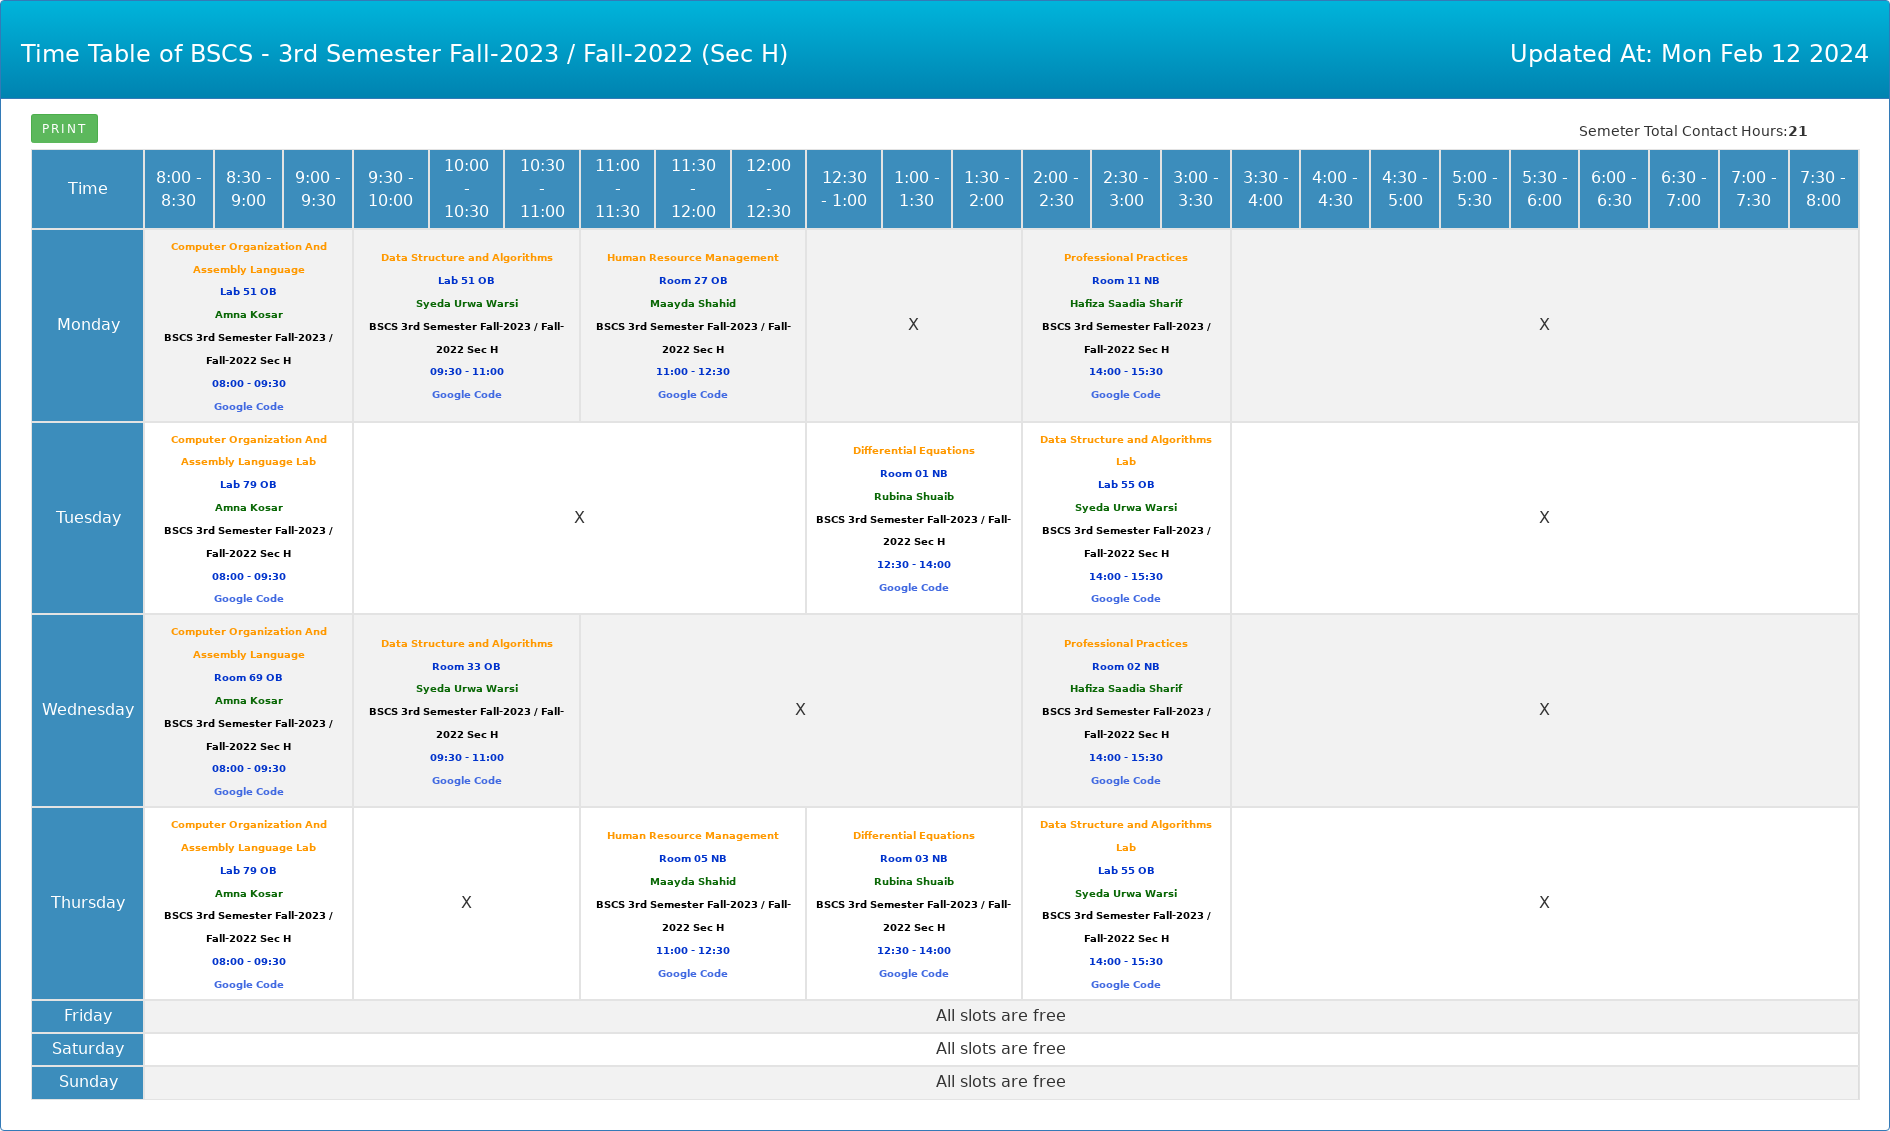 Time Table of BSCS - 3rd Semester Fall-2023 / Fall-2022 (Sec H)
Updated At: Mon Feb 12 2024
PRINT
Semeter Total Contact Hours:21
Time
8:00 -
8:30
8:30 -
9:00
9:00 -
9:30
9:30 -
10:00
10:00
-
10:30
10:30
-
11:00
11:00
-
11:30
11:30
-
12:00
12:00
-
12:30
12:30
- 1:00
1:00 -
1:30
1:30 -
2:00
2:00 -
2:30
2:30 -
3:00
3:00 -
3:30
3:30 -
4:00
4:00 -
4:30
4:30 -
5:00
5:00 -
5:30
5:30 -
6:00
6:00 -
6:30
6:30 -
7:00
7:00 -
7:30
7:30 -
8:00
Monday
Computer Organization And
Assembly Language
Lab 51 OB
Amna Kosar
BSCS 3rd Semester Fall-2023 /
Fall-2022 Sec H
08:00 - 09:30
Google Code
Data Structure and Algorithms
Lab 51 OB
Syeda Urwa Warsi
BSCS 3rd Semester Fall-2023 / Fall-
2022 Sec H
09:30 - 11:00
Google Code
Human Resource Management
Room 27 OB
Maayda Shahid
BSCS 3rd Semester Fall-2023 / Fall-
2022 Sec H
11:00 - 12:30
Google Code
X
Professional Practices
Room 11 NB
Hafiza Saadia Sharif
BSCS 3rd Semester Fall-2023 /
Fall-2022 Sec H
14:00 - 15:30
Google Code
X
Tuesday
Computer Organization And
Assembly Language Lab
Lab 79 OB
Amna Kosar
BSCS 3rd Semester Fall-2023 /
Fall-2022 Sec H
08:00 - 09:30
Google Code
X
Differential Equations
Room 01 NB
Rubina Shuaib
BSCS 3rd Semester Fall-2023 / Fall-
2022 Sec H
12:30 - 14:00
Google Code
Data Structure and Algorithms
Lab
Lab 55 OB
Syeda Urwa Warsi
BSCS 3rd Semester Fall-2023 /
Fall-2022 Sec H
14:00 - 15:30
Google Code
X
Wednesday
Computer Organization And
Assembly Language
Room 69 OB
Amna Kosar
BSCS 3rd Semester Fall-2023 /
Fall-2022 Sec H
08:00 - 09:30
Google Code
Data Structure and Algorithms
Room 33 OB
Syeda Urwa Warsi
BSCS 3rd Semester Fall-2023 / Fall-
2022 Sec H
09:30 - 11:00
Google Code
X
Professional Practices
Room 02 NB
Hafiza Saadia Sharif
BSCS 3rd Semester Fall-2023 /
Fall-2022 Sec H
14:00 - 15:30
Google Code
X
Thursday
Computer Organization And
Assembly Language Lab
Lab 79 OB
Amna Kosar
BSCS 3rd Semester Fall-2023 /
Fall-2022 Sec H
08:00 - 09:30
Google Code
X
Human Resource Management
Room 05 NB
Maayda Shahid
BSCS 3rd Semester Fall-2023 / Fall-
2022 Sec H
11:00 - 12:30
Google Code
Differential Equations
Room 03 NB
Rubina Shuaib
BSCS 3rd Semester Fall-2023 / Fall-
2022 Sec H
12:30 - 14:00
Google Code
Data Structure and Algorithms
Lab
Lab 55 OB
Syeda Urwa Warsi
BSCS 3rd Semester Fall-2023 /
Fall-2022 Sec H
14:00 - 15:30
Google Code
X
Friday
All slots are free
Saturday
All slots are free
Sunday
All slots are free